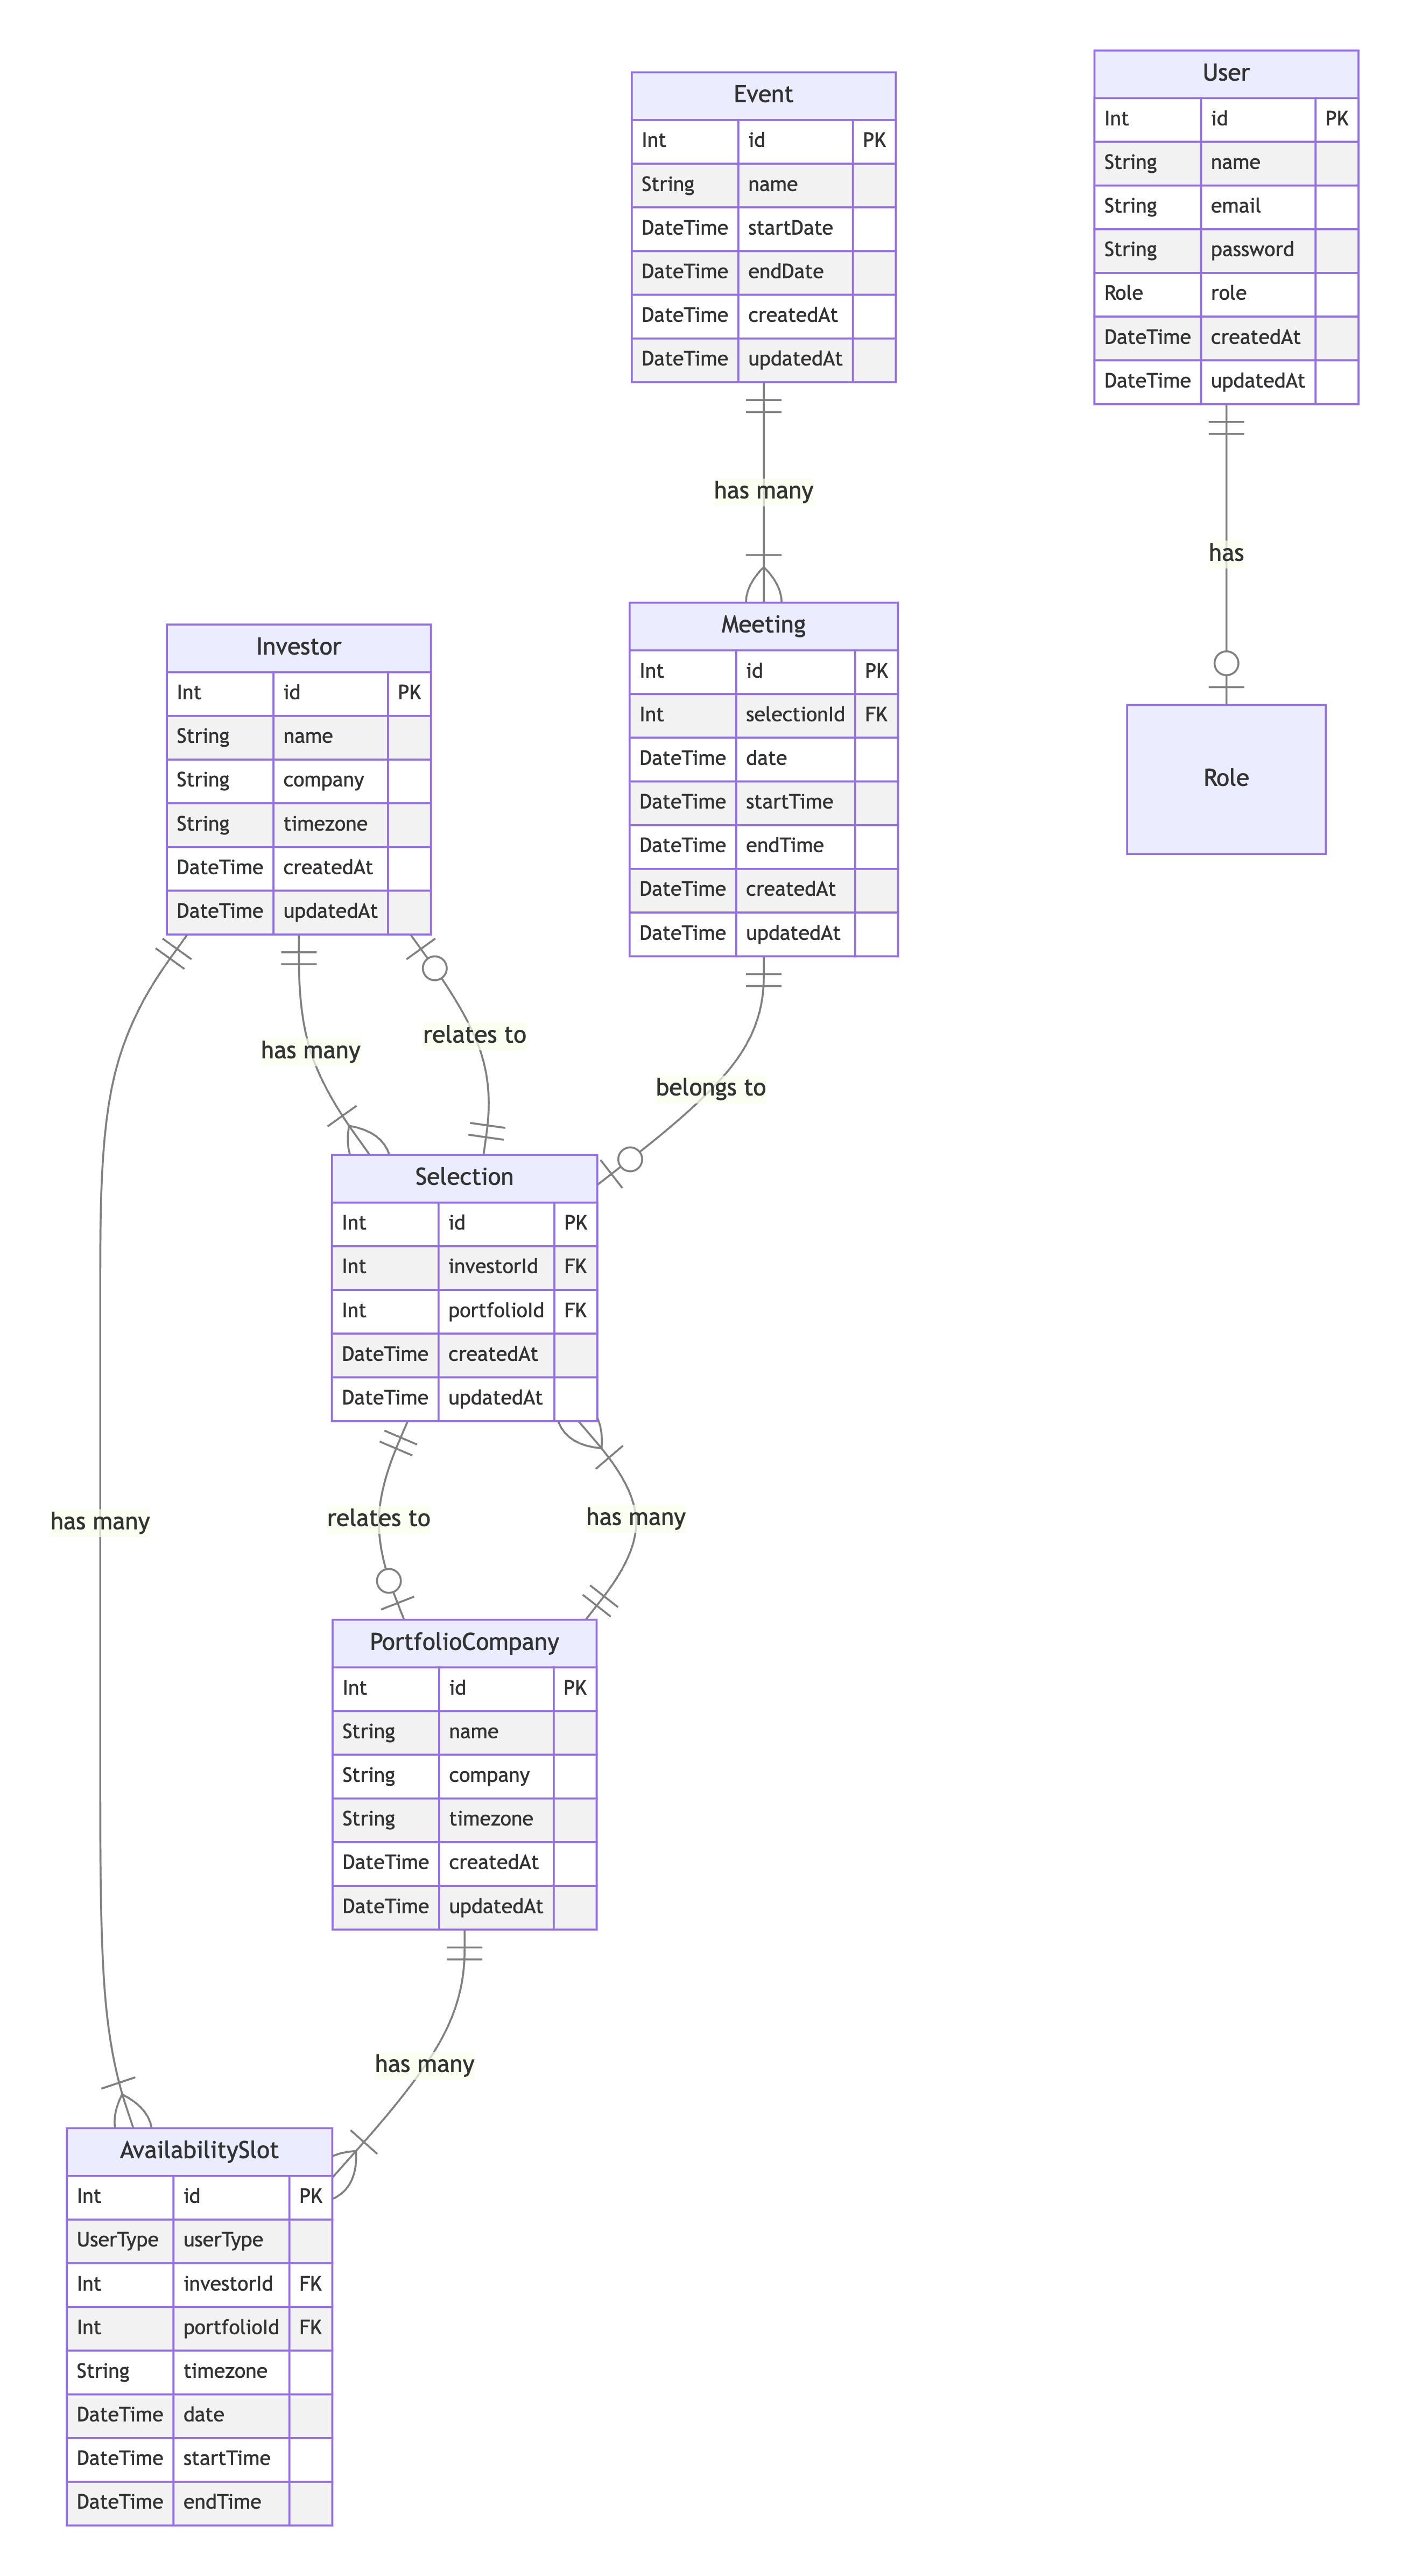 Event
Int id PK
String name
DateTime startDate
DateTime endDate
DateTime createdAt
DateTime updatedAt
User
Int id PK
String name
String email
String password
Role role
DateTime createdAt
DateTime updatedAt
has many
has
Investor
Int id PK
String name
String company
String timezone
DateTime createdAt
DateTime updatedAt
Meeting
Int id PK
Int selectionId FK
DateTime date
DateTime startTime
DateTime endTime
DateTime createdAt
DateTime updatedAt
Role
has many
relates to
belongs to
Selection
Int id PK
Int investorId FK
Int portfolioId FK
DateTime createdAt
DateTime updatedAt
has many
relates to
has many
PortfolioCompany
Int id PK
String name
String company
String timezone
DateTime createdAt
DateTime updatedAt
has many
AvailabilitySlot
Int id PK
UserType userType
Int investorId FK
Int portfolioId FK
String timezone
DateTime date
DateTime startTime
DateTime endTime